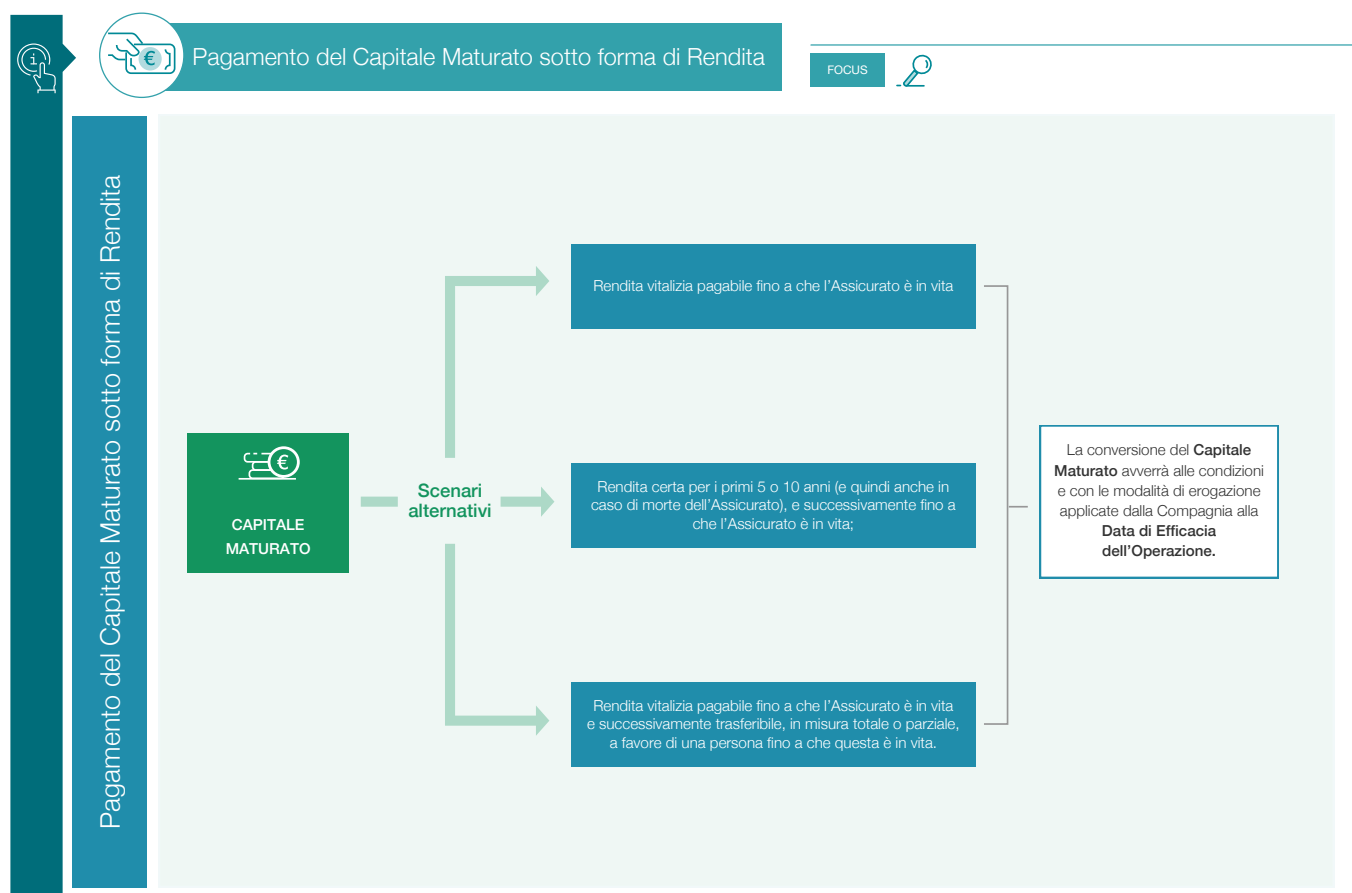 Pagamento del Capitale Maturato sotto forma di Rendita
FOCUS
Pagamento del Capitale Maturato sotto forma di Rendita
Rendita vitalizia pagabile fino a che l’Assicurato è in vita
CAPITALE
MATURATO
Scenari
alternativi
Rendita certa per i primi 5 o 10 anni (e quindi anche in
caso di morte dell’Assicurato), e successivamente fino a
che l’Assicurato è in vita;
Rendita vitalizia pagabile fino a che l’Assicurato è in vita
e successivamente trasferibile, in misura totale o parziale,
a favore di una persona fino a che questa è in vita.
La conversione del Capitale
Maturato avverrà alle condizioni
e con le modalità di erogazione
applicate dalla Compagnia alla
Data di Efficacia
dell’Operazione.